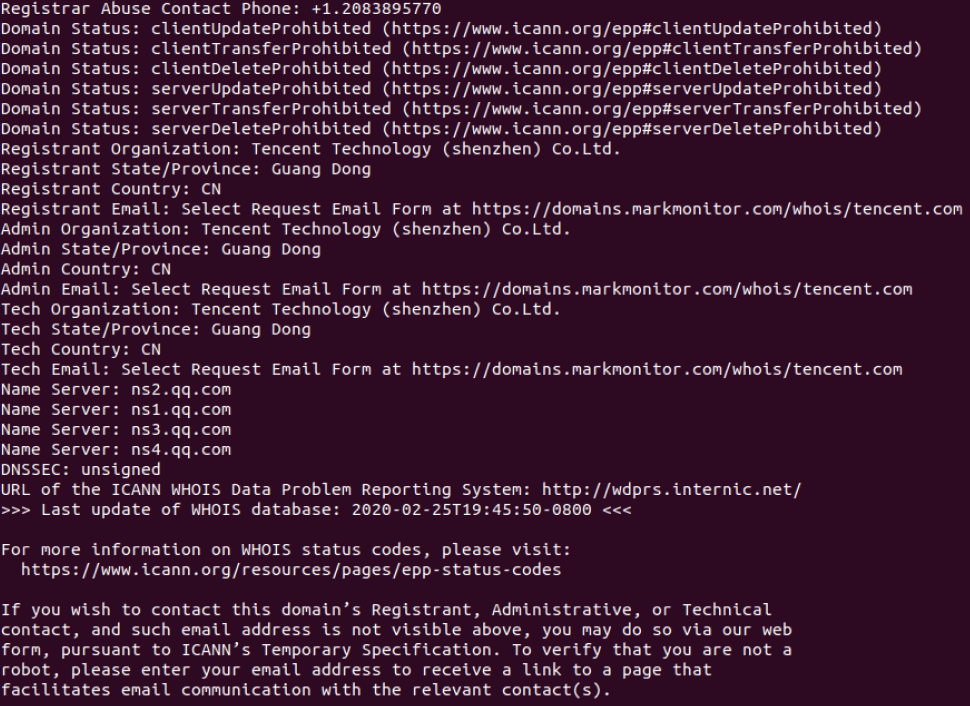 Registrar Abuse Contact Phone: +1.2083895770
Domain Status: clientUpdateProhibited (https://www.icann.org/epp#clientUpdateProhibited)
Domain Status: clientTransferProhibited (https://www.icann.org/epp#clientTransferProhibited)
Domain Status: clientDeleteProhibited (https://www.icann.org/epp#clientDeleteProhibited)
Domain Status: serverUpdateProhibited (https://www.icann.org/epp#serverUpdateProhibited)
Domain Status: serverTransferProhibited (https://www.icann.org/epp#serverTransferProhibited)
Domain Status: serverDeleteProhibited (https://www.icann.org/epp#serverDeleteProhibited)
Registrant Organization: Tencent Technology (shenzhen) Co.Ltd.
Registrant State/Province: Guang Dong
Registrant Country: CN
Registrant Email: Select Request Email Form at https://domains.markmonitor.com/whois/tencent.com
Admin Organization: Tencent Technology (shenzhen) Co.Ltd.
Admin State/Province: Guang Dong
Admin Country: CN
Admin Email: Select Request Email Form at https://domains.markmonitor.com/whois/tencent.com
Tech Organization: Tencent Technology (shenzhen) Co.Ltd.
Tech State/Province: Guang Dong
Tech Country: CN
Tech Email: Select Request Email Form at https://domains.markmonitor.com/whois/tencent.com
Name Server: ns2.qq.com
Name Server: ns1.qq.com
Name Server: ns3.qq.com
Name Server: ns4.qq.com
DNSSEC: unsigned
URL of the ICANN WHOIS Data Problem Reporting System: http://wdprs.internic.net/
>>> Last update of WHOIS database: 2020-02-25T19:45:50-0800 <<<
For more information on WHOIS status codes, please visit:
https://www.icann.org/resources/pages/epp-status-codes
If you wish to contact this domain’s Registrant, Administrative, or Technical
contact, and such email address is not visible above, you may do so via our web
form, pursuant to ICANN’s Temporary Specification. To verify that you are not a
robot, please enter your email address to receive a link to a page that
facilitates email communication with the relevant contact(s).